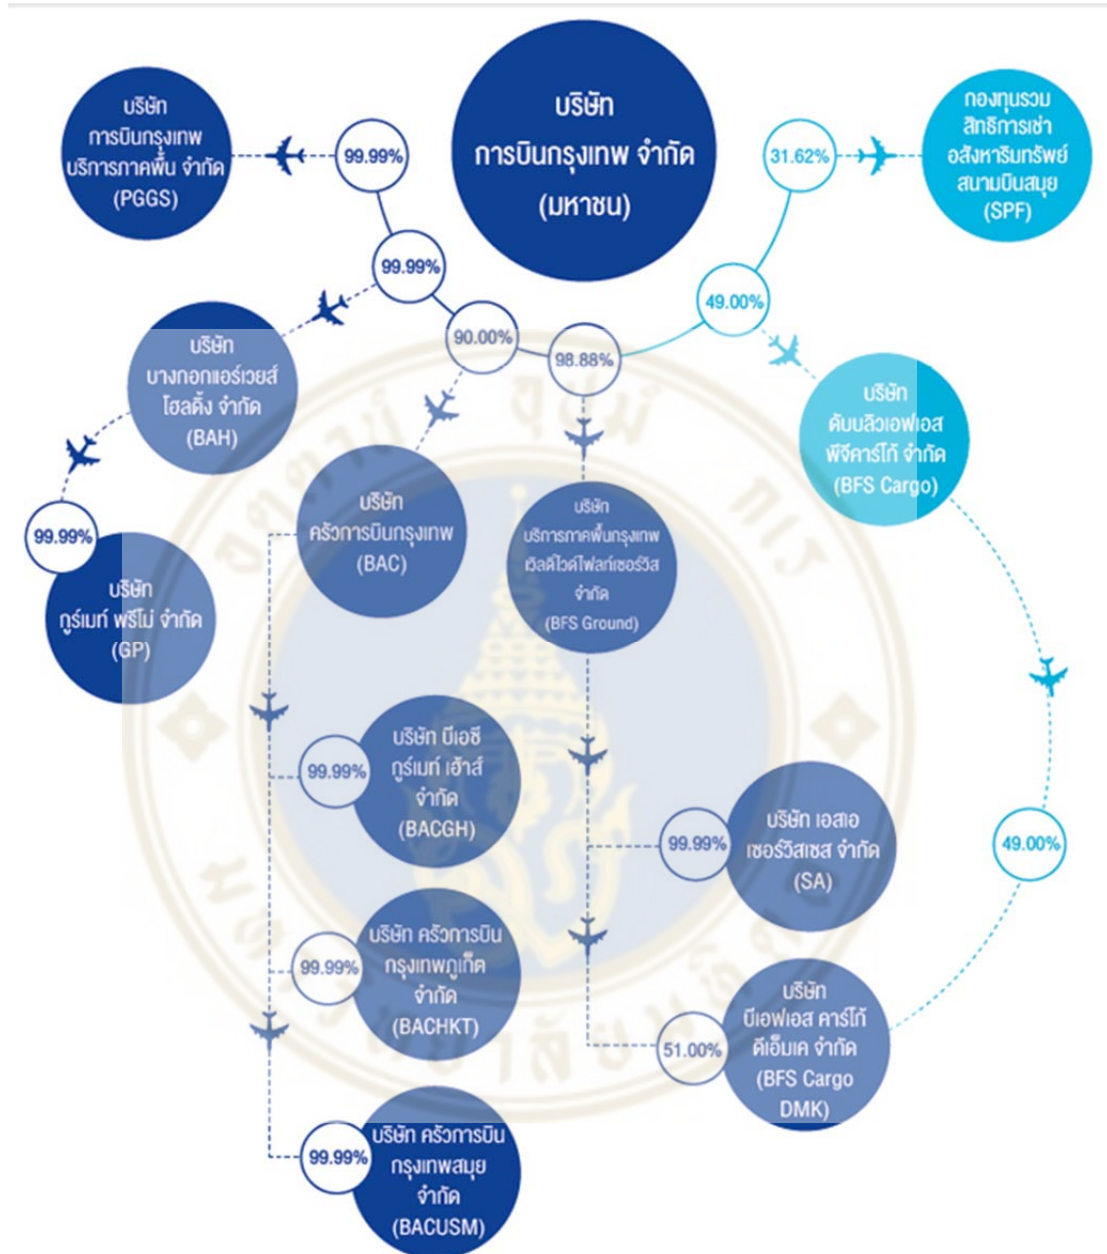 บริษัท
การบินกรุงเทพ จำกัด
(มหาชน)
บริษัท
การบินกรุงเทพ
บริการภาคพื้น จำกัด
(PGGS)
99.99%
31.62%
กองทุนรวม
สิทธิการเช่า
อสังหาริมทรัพย์
สนามบินสมุย
(SPF)
99.99%
49.00%
90.00%
98.88%
บริษัท
บางกอกแอร์เวยส์
โฮลดิ้ง จำกัด
(BAH)
บริษัท
ดับบลิวเอฟเอส
พีจีคาร์โก้ จำกัด
(BFS Cargo)
บริษัท
ครัวการบินกรุงเทพ
(BAC)
บริษัท
บริการภาคพื้นกรุงเทพ
เวิลด์ไวด์ไฟลท์เซอร์วิส
จำกัด
(BFS Ground)
99.99%
บริษัท
กูร์เมท์ พรีโม่ จำกัด
(GP)
99.99%
บริษัท บีเอซี
กูร์เมท์ เฮ้าส์
จำกัด
(BACGH)
99.99%
บริษัท เอสเอ
เซอร์วิสเซส จำกัด
(SA)
49.00%
99.99%
บริษัท ครัวการบิน
กรุงเทพภูเก็ต
จำกัด
(BACHKT)
51.00%
บริษัท
บีเอฟเอส คาร์โก้
ดีเอ็มเค จำกัด
(BFS Cargo
DMK)
99.99%
บริษัท ครัวการบิน
กรุงเทพสมุย
จำกัด
(BACUSM)